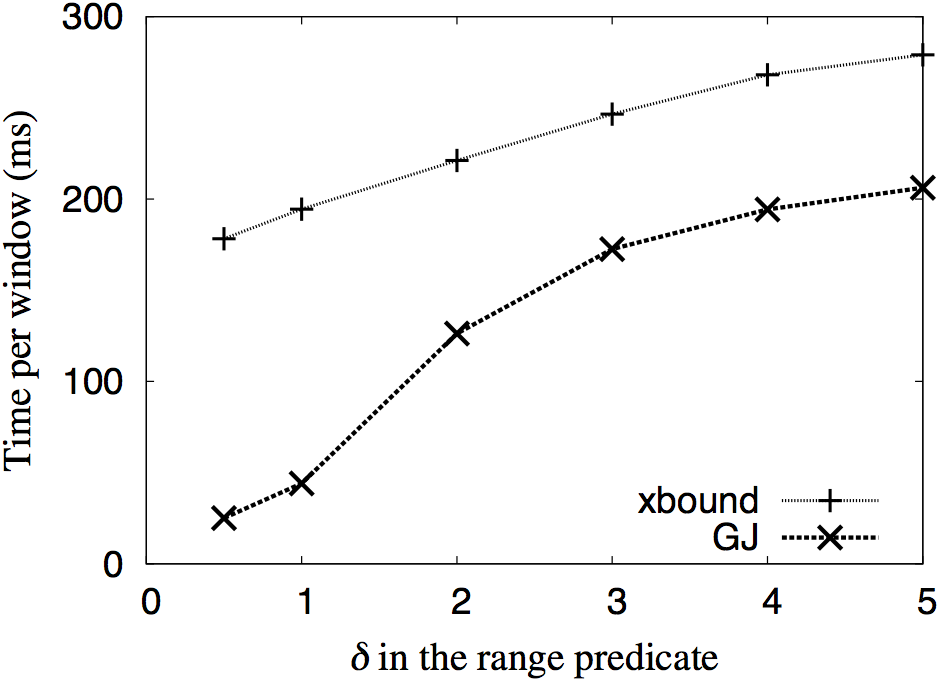 300
200
100
0
Time per window (ms)
xbound
GJ
0 1 2 3 4 5
δ in the range predicate